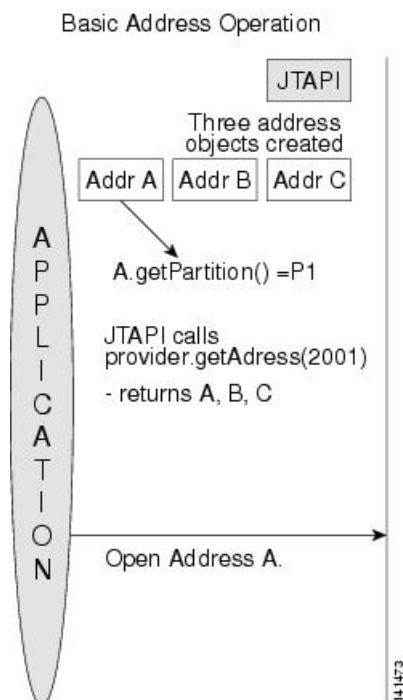 Basic Address Operation
JTAPI
Three address
objects created
Addr A
Addr B
Addr C
A.getPartition() =P1
JTAPI calls
provider.getAdress(2001)
- returns A, B, C
APPLICATION
Open Address A.